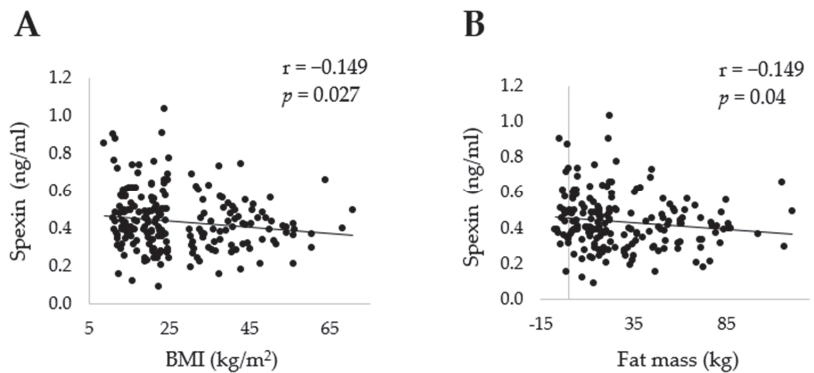 A
r = −0.149
p = 0.027
Spexin (ng/ml)
1.2
1.0
0.8
0.6
0.4
0.2
0.0
5 25 45 65
BMI (kg/m²)
B
r = −0.149
p = 0.04
Spexin (ng/ml)
1.2
1.0
0.8
0.6
0.4
0.2
0.0
-15 35 85
Fat mass (kg)